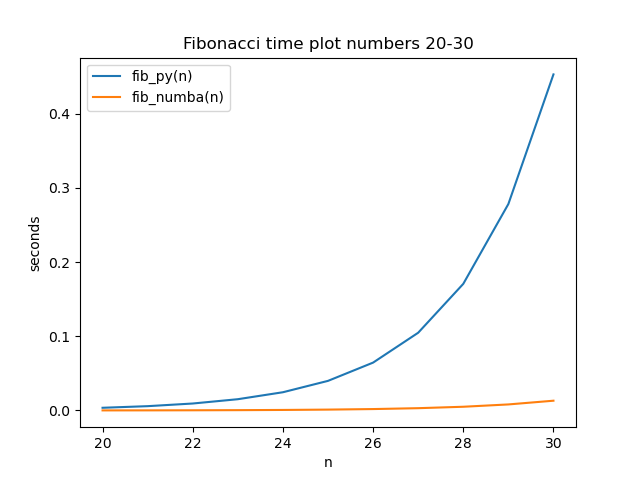 Fibonacci time plot numbers 20-30
fib_py(n)
fib_numba(n)
0.4
0.3
0.2
0.1
0.0
seconds
20 22 24 26 28 30
n